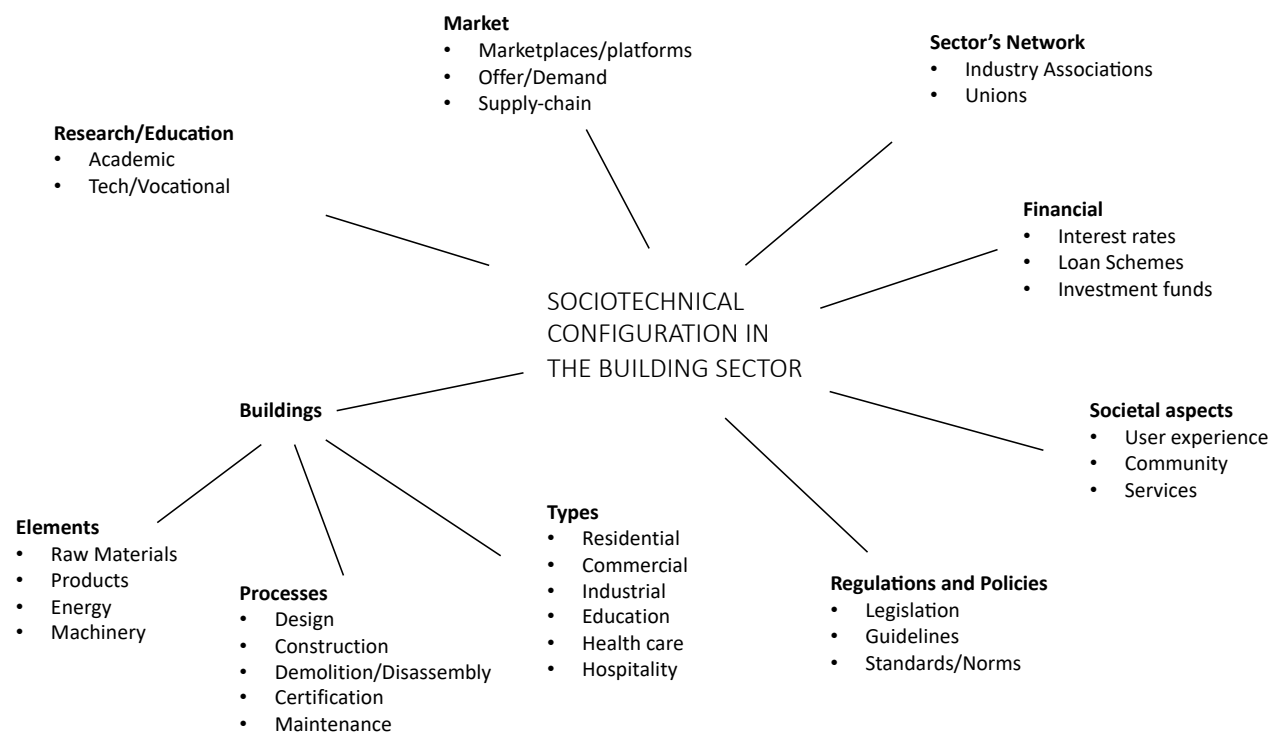 Market
• Marketplaces/platforms
• Offer/Demand
• Supply-chain
Sector’s Network
• Industry Associations
• Unions
Research/Education
• Academic
• Tech/Vocational
Financial
• Interest rates
• Loan Schemes
• Investment funds
SOCIOTECHNICAL
CONFIGURATION IN
THE BUILDING SECTOR
Buildings
Societal aspects
• User experience
• Community
• Services
Elements
• Raw Materials
• Products
• Energy
• Machinery
Processes
• Design
• Construction
• Demolition/Disassembly
• Certification
• Maintenance
Types
• Residential
• Commercial
• Industrial
• Education
• Health care
• Hospitality
Regulations and Policies
• Legislation
• Guidelines
• Standards/Norms